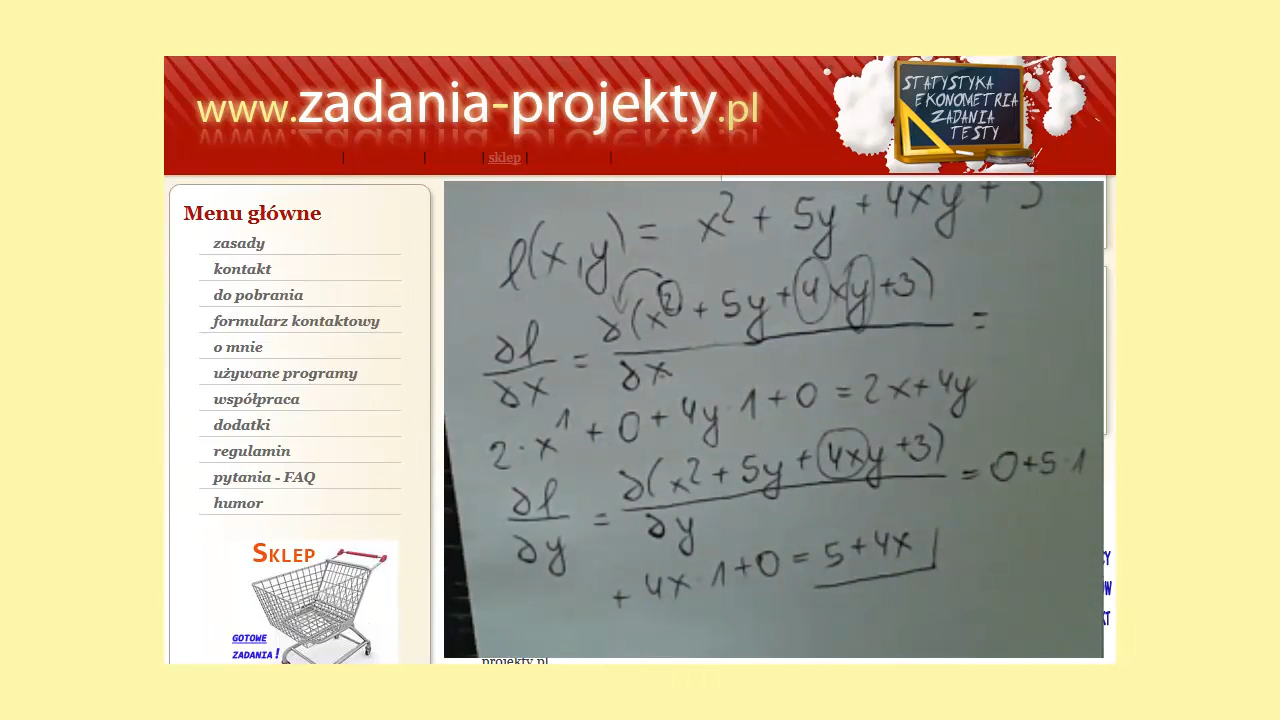 www.zadania-projekty.pl
STATYSTYKA
EKONOMETRIA
ZADANIA
TESTY
sklep
Menu główne
zasady
kontakt
do pobrania
formularz kontaktowy
o mnie
używane programy
współpraca
dodatki
regulamin
pytania - FAQ
humor
SKLEP
GOTOWE
ZADANIA!
f(x,y) = x² + 5y + 4xy + 3
∂f/∂x = ∂(x² + 5y + 4xy + 3)/∂x =
2·x¹ + 0 + 4y·1 + 0 = 2x + 4y
∂f/∂y = ∂(x² + 5y + 4xy + 3)/∂y = 0 + 5·1
+ 4x·1 + 0 = 5 + 4x
projekty.pl